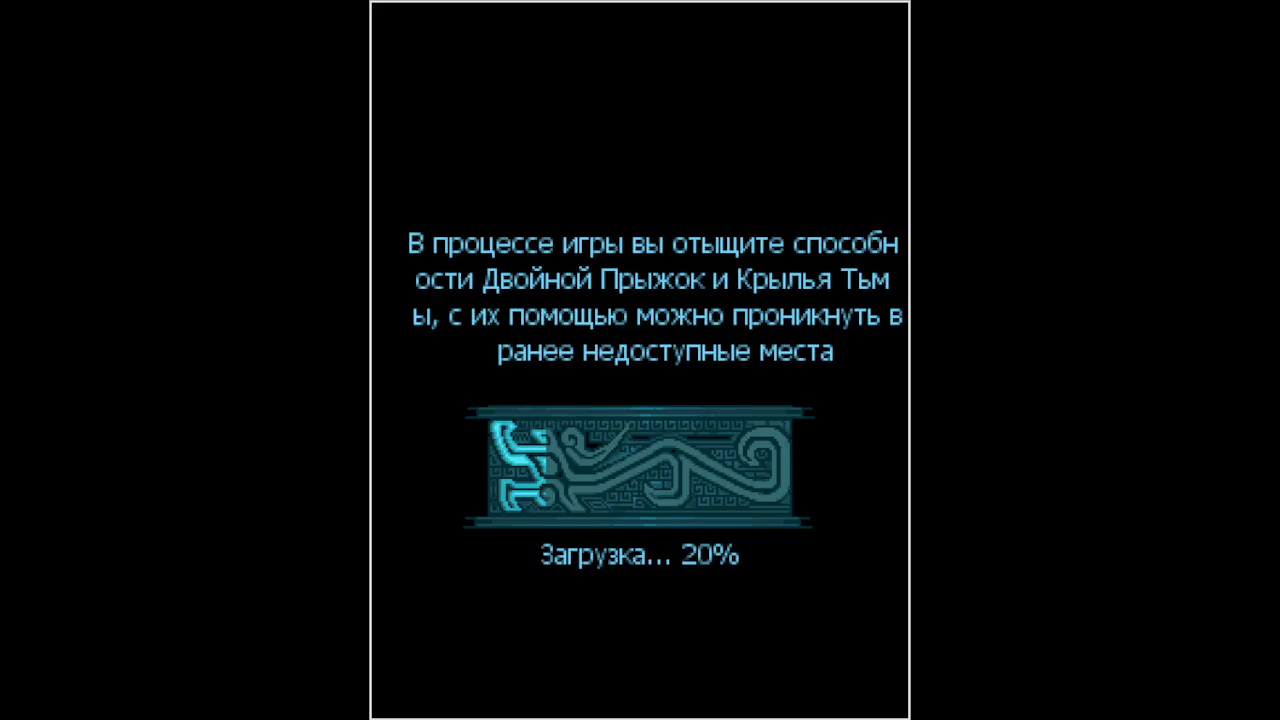 В процессе игры вы отыщите способн
ости Двойной Прыжок и Крылья Тьм
ы, с их помощью можно проникнуть в
ранее недоступные места
Загрузка... 20%